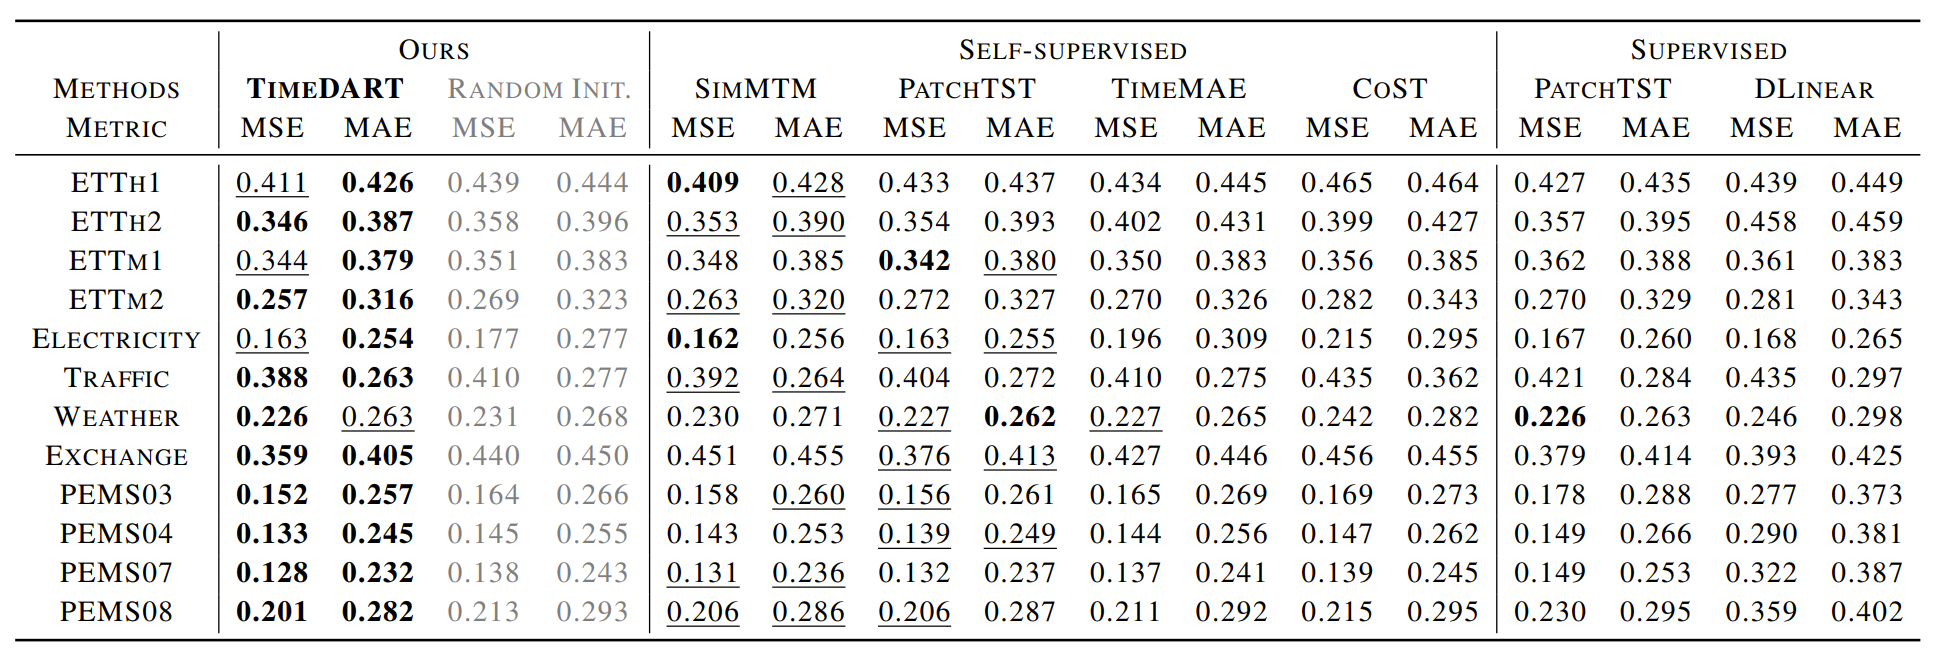 OURS SELF-SUPERVISED SUPERVISED
METHODS TIMEDART RANDOM INIT. SIMMTM PATCHTST TIMEMAE COST PATCHTST DLINEAR
METRIC MSE MAE MSE MAE MSE MAE MSE MAE MSE MAE MSE MAE MSE MAE MSE MAE
ETTH1 0.411 0.426 0.439 0.444 0.409 0.428 0.433 0.437 0.434 0.445 0.465 0.464 0.427 0.435 0.439 0.449
ETTH2 0.346 0.387 0.358 0.396 0.353 0.390 0.354 0.393 0.402 0.431 0.399 0.427 0.357 0.395 0.458 0.459
ETTM1 0.344 0.379 0.351 0.383 0.348 0.385 0.342 0.380 0.350 0.383 0.356 0.385 0.362 0.388 0.361 0.383
ETTM2 0.257 0.316 0.269 0.323 0.263 0.320 0.272 0.327 0.270 0.326 0.282 0.343 0.270 0.329 0.281 0.343
ELECTRICITY 0.163 0.254 0.177 0.277 0.162 0.256 0.163 0.255 0.196 0.309 0.215 0.295 0.167 0.260 0.168 0.265
TRAFFIC 0.388 0.263 0.410 0.277 0.392 0.264 0.404 0.272 0.410 0.275 0.435 0.362 0.421 0.284 0.435 0.297
WEATHER 0.226 0.263 0.231 0.268 0.230 0.271 0.227 0.262 0.227 0.265 0.242 0.282 0.226 0.263 0.246 0.298
EXCHANGE 0.359 0.405 0.440 0.450 0.451 0.455 0.376 0.413 0.427 0.446 0.456 0.455 0.379 0.414 0.393 0.425
PEMS03 0.152 0.257 0.164 0.266 0.158 0.260 0.156 0.261 0.165 0.269 0.169 0.273 0.178 0.288 0.277 0.373
PEMS04 0.133 0.245 0.145 0.255 0.143 0.253 0.139 0.249 0.144 0.256 0.147 0.262 0.149 0.266 0.290 0.381
PEMS07 0.128 0.232 0.138 0.243 0.131 0.236 0.132 0.237 0.137 0.241 0.139 0.245 0.149 0.253 0.322 0.387
PEMS08 0.201 0.282 0.213 0.293 0.206 0.286 0.206 0.287 0.211 0.292 0.215 0.295 0.230 0.295 0.359 0.402